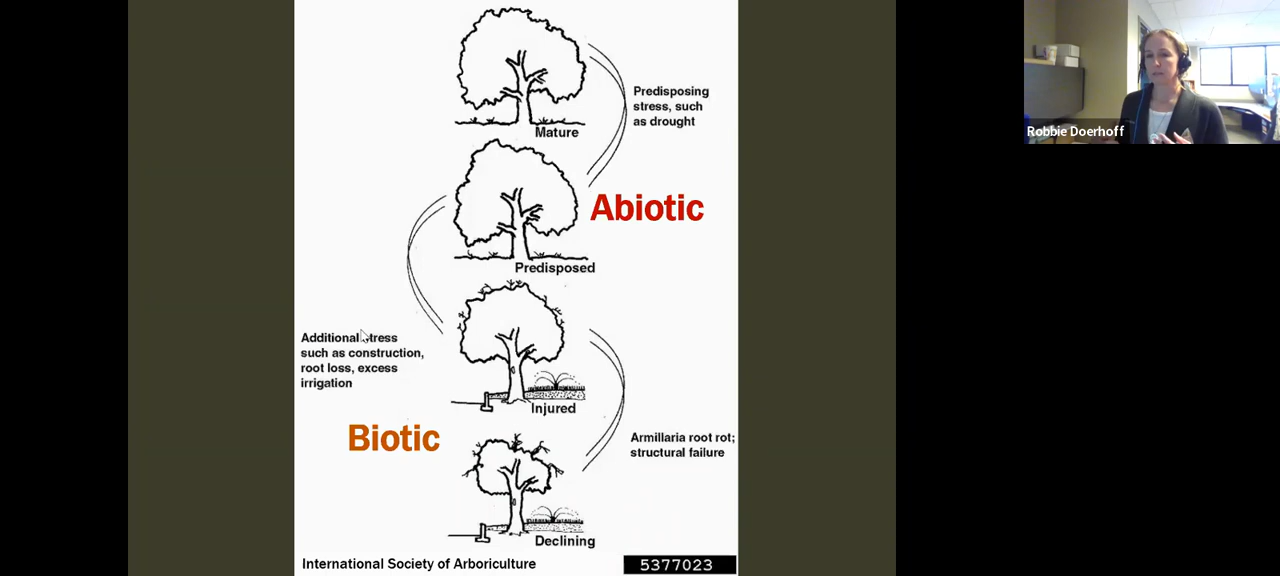 Robbie Doerhoff
Mature
Predisposing
stress, such
as drought
Abiotic
Predisposed
Additional stress
such as construction,
root loss, excess
irrigation
Injured
Biotic
Armillaria root rot;
structural failure
Declining
International Society of Arboriculture
5377023